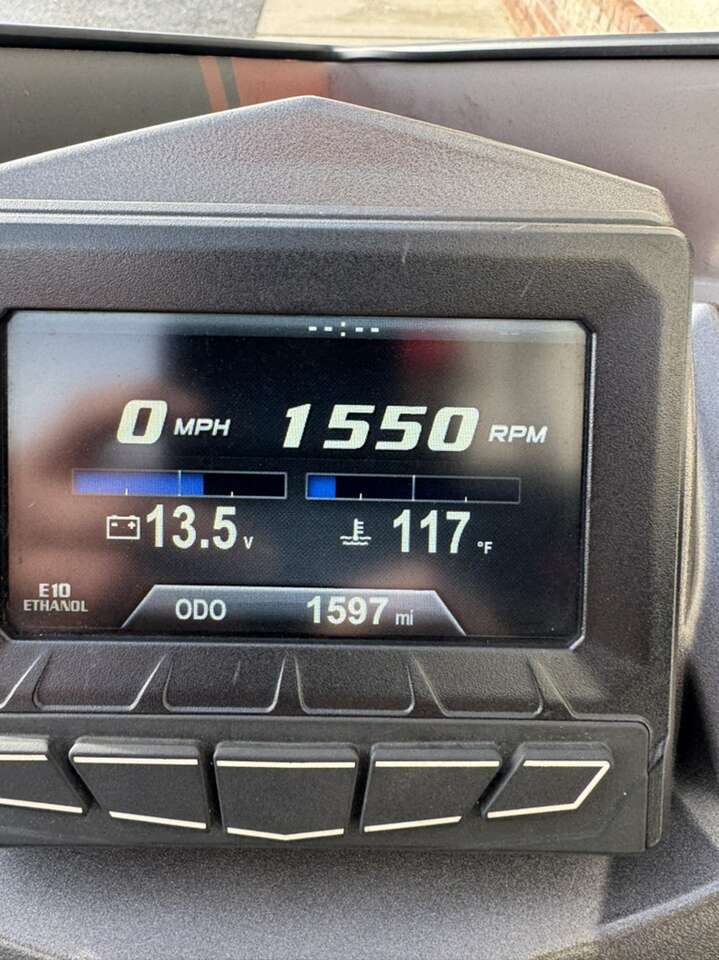 --:--
0 MPH 1550 RPM
13.5 V 117 °F
E10
ETHANOL
ODO 1597 mi